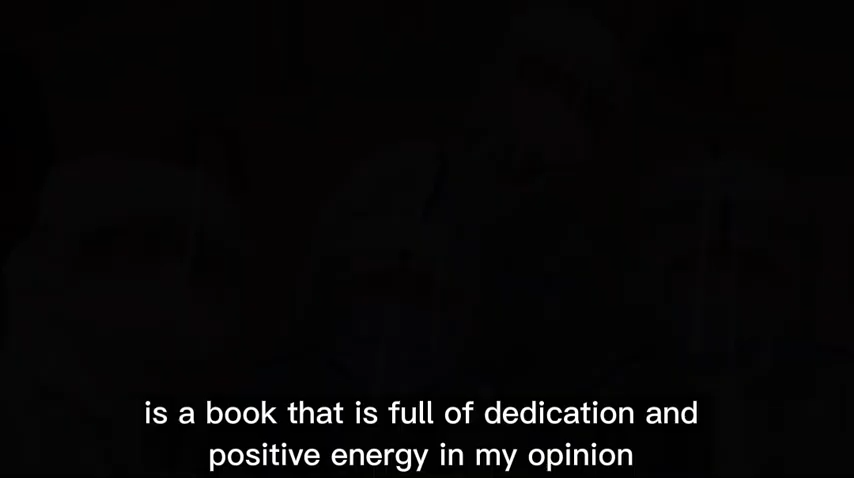 is a book that is full of dedication and
positive energy in my opinion